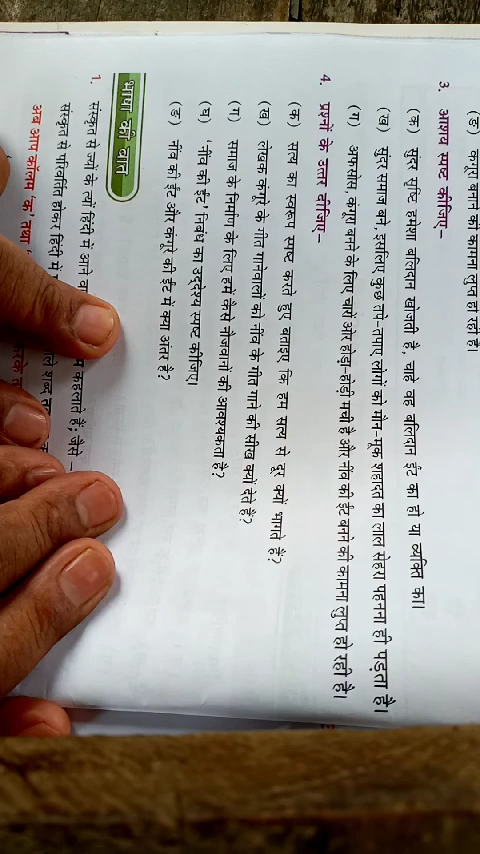 (ङ) कंगूरा बनने की कामना लुप्त हो रही है।
3. आशय स्पष्ट कीजिए-
(क) सुंदर सृष्टि हमेशा बलिदान खोजती है, चाहे वह बलिदान ईंट का हो या व्यक्ति का।
(ख) सुंदर समाज बने, इसलिए कुछ तपे-तपाए लोगों को मौन-मूक शहादत का लाल सेहरा पहनना ही पड़ता है।
(ग) अफसोस, कंगूरा बनने के लिए चारों ओर होड़ा-होड़ी मची है और नींव की ईंट बनने की कामना लुप्त हो रही है।
4. प्रश्नों के उत्तर दीजिए-
(क) सत्य का स्वरूप स्पष्ट करते हुए बताइए कि हम सत्य से दूर क्यों भागते हैं?
(ख) लेखक कंगूरे के गीत गानेवालों को नींव के गीत गाने की सीख क्यों देते हैं?
(ग) समाज के निर्माण के लिए हमें कैसे नौजवानों की आवश्यकता है?
(घ) 'नींव की ईंट' निबंध का उद्देश्य स्पष्ट कीजिए।
(ङ) नींव की ईंट और कंगूरे की ईंट में क्या अंतर है?
भाषा की बात
1. संस्कृत से ज्यों के त्यों हिंदी में आने कहलाते हैं; जैसे-
संस्कृत से परिवर्तित होकर हिंदी में शब्द
अब आप कॉलम 'क' तथा